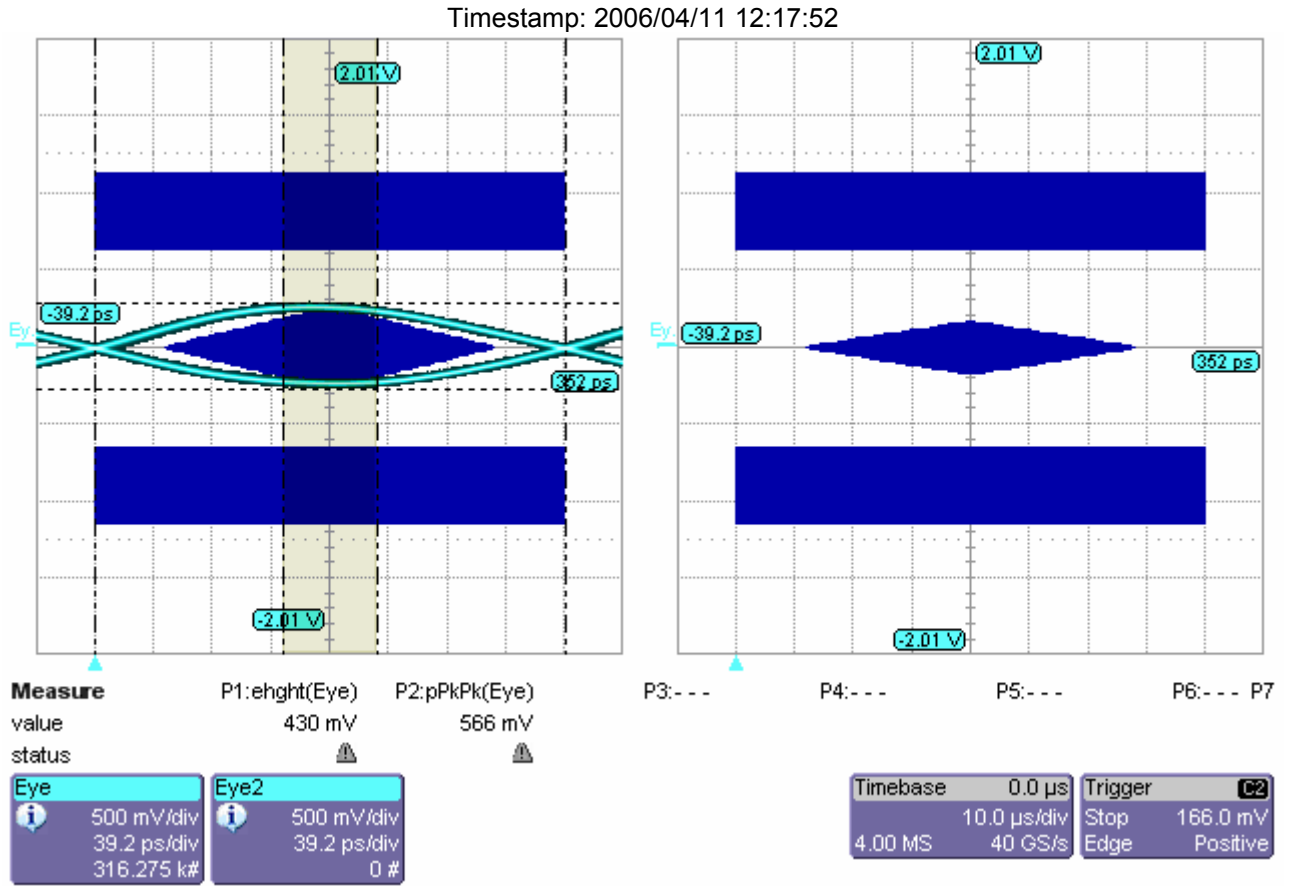 Timestamp: 2006/04/11 12:17:52
2.01 V
2.01 V
-39.2 ps
Ey
352 ps
Ey
-39.2 ps
352 ps
-2.01 V
-2.01 V
Measure P1:ehght(Eye) P2:pPkPk(Eye) P3:- - - P4:- - - P5:- - - P6:- - - P7
value 430 mV 566 mV
status
Eye
500 mV/div
39.2 ps/div
316.275 k#
Eye2
500 mV/div
39.2 ps/div
0 #
Timebase 0.0 µs
10.0 µs/div
4.00 MS 40 GS/s
Trigger C2
Stop 166.0 mV
Edge Positive